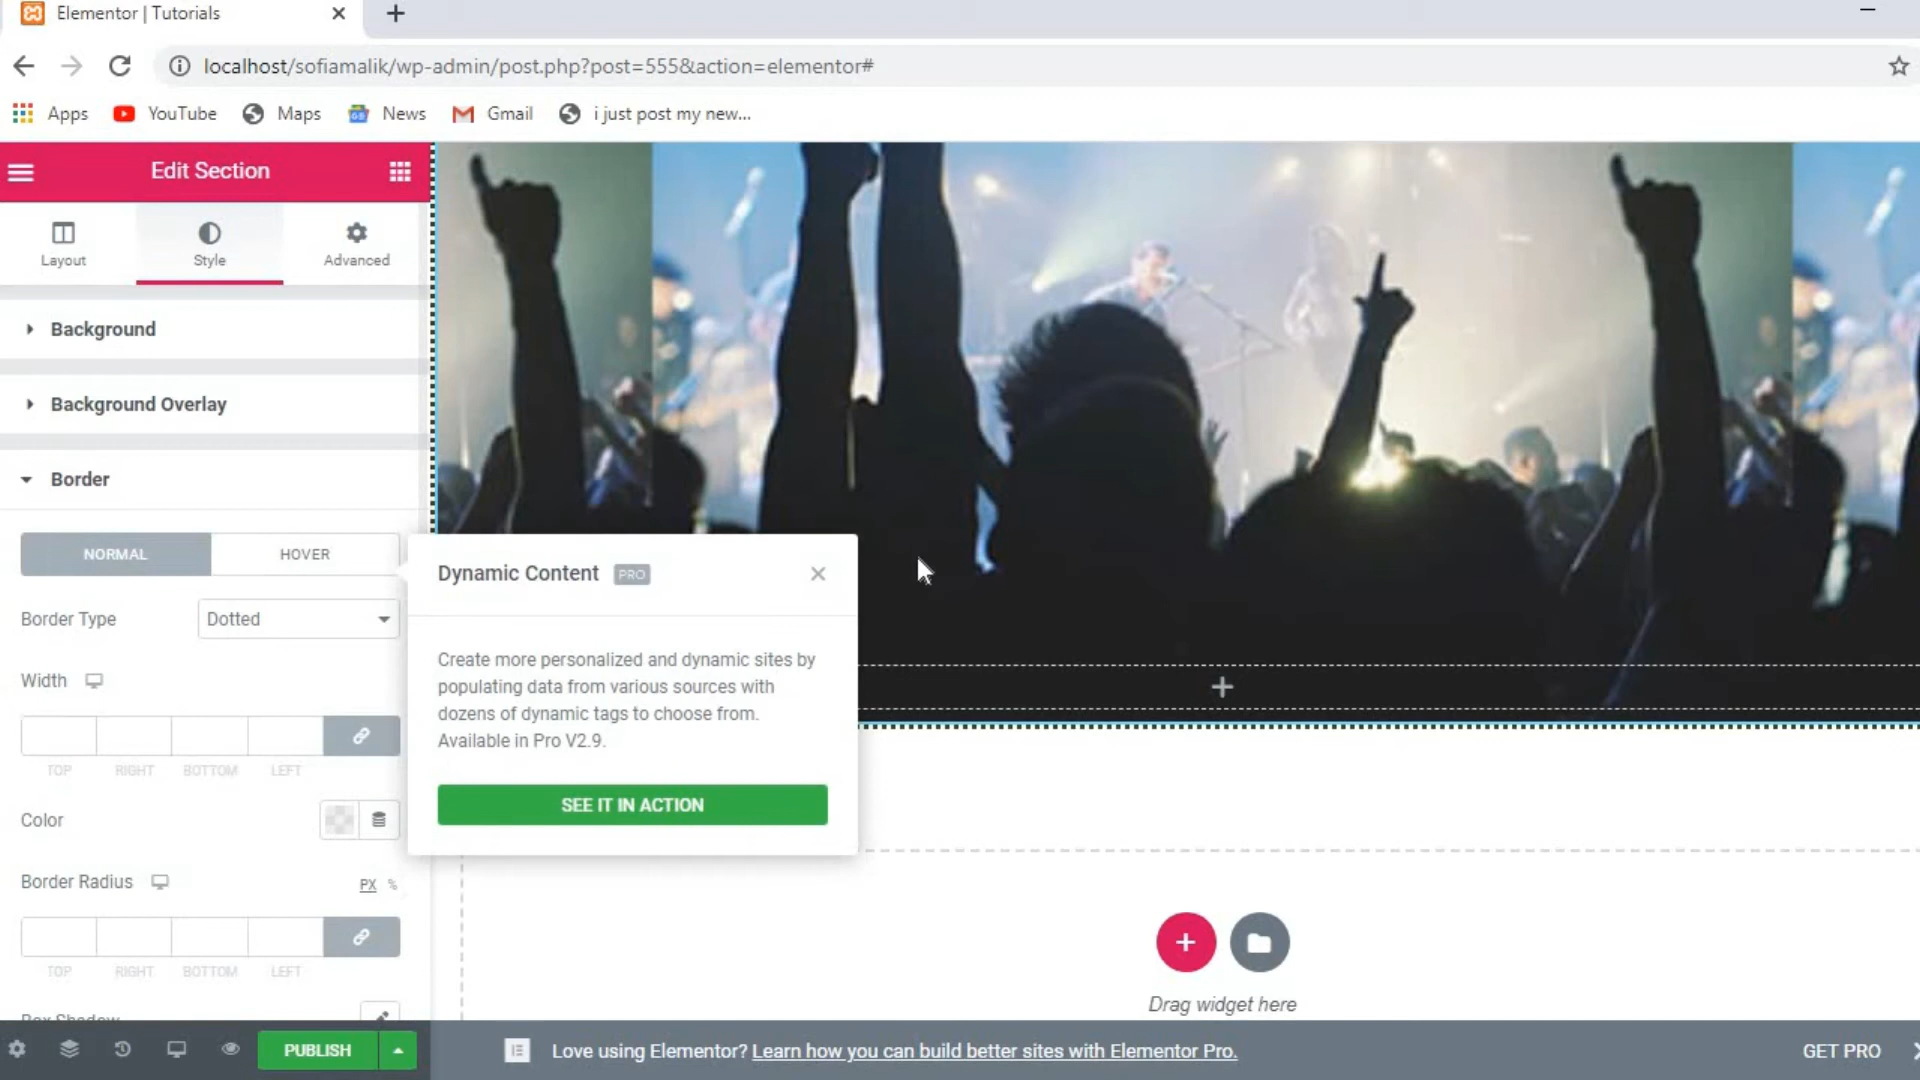 Elementor | Tutorials
localhost/sofiamalik/wp-admin/post.php?post=555&action=elementor#
Apps YouTube Maps News Gmail i just post my new...
Edit Section
Layout Style Advanced
Background
Background Overlay
Border
NORMAL HOVER
Border Type Dotted
Width
TOP RIGHT BOTTOM LEFT
Color
Border Radius PX %
TOP RIGHT BOTTOM LEFT
Box Shadow
Dynamic Content PRO
Create more personalized and dynamic sites by
populating data from various sources with
dozens of dynamic tags to choose from.
Available in Pro V2.9.
SEE IT IN ACTION
Drag widget here
PUBLISH
Love using Elementor? Learn how you can build better sites with Elementor Pro.
GET PRO